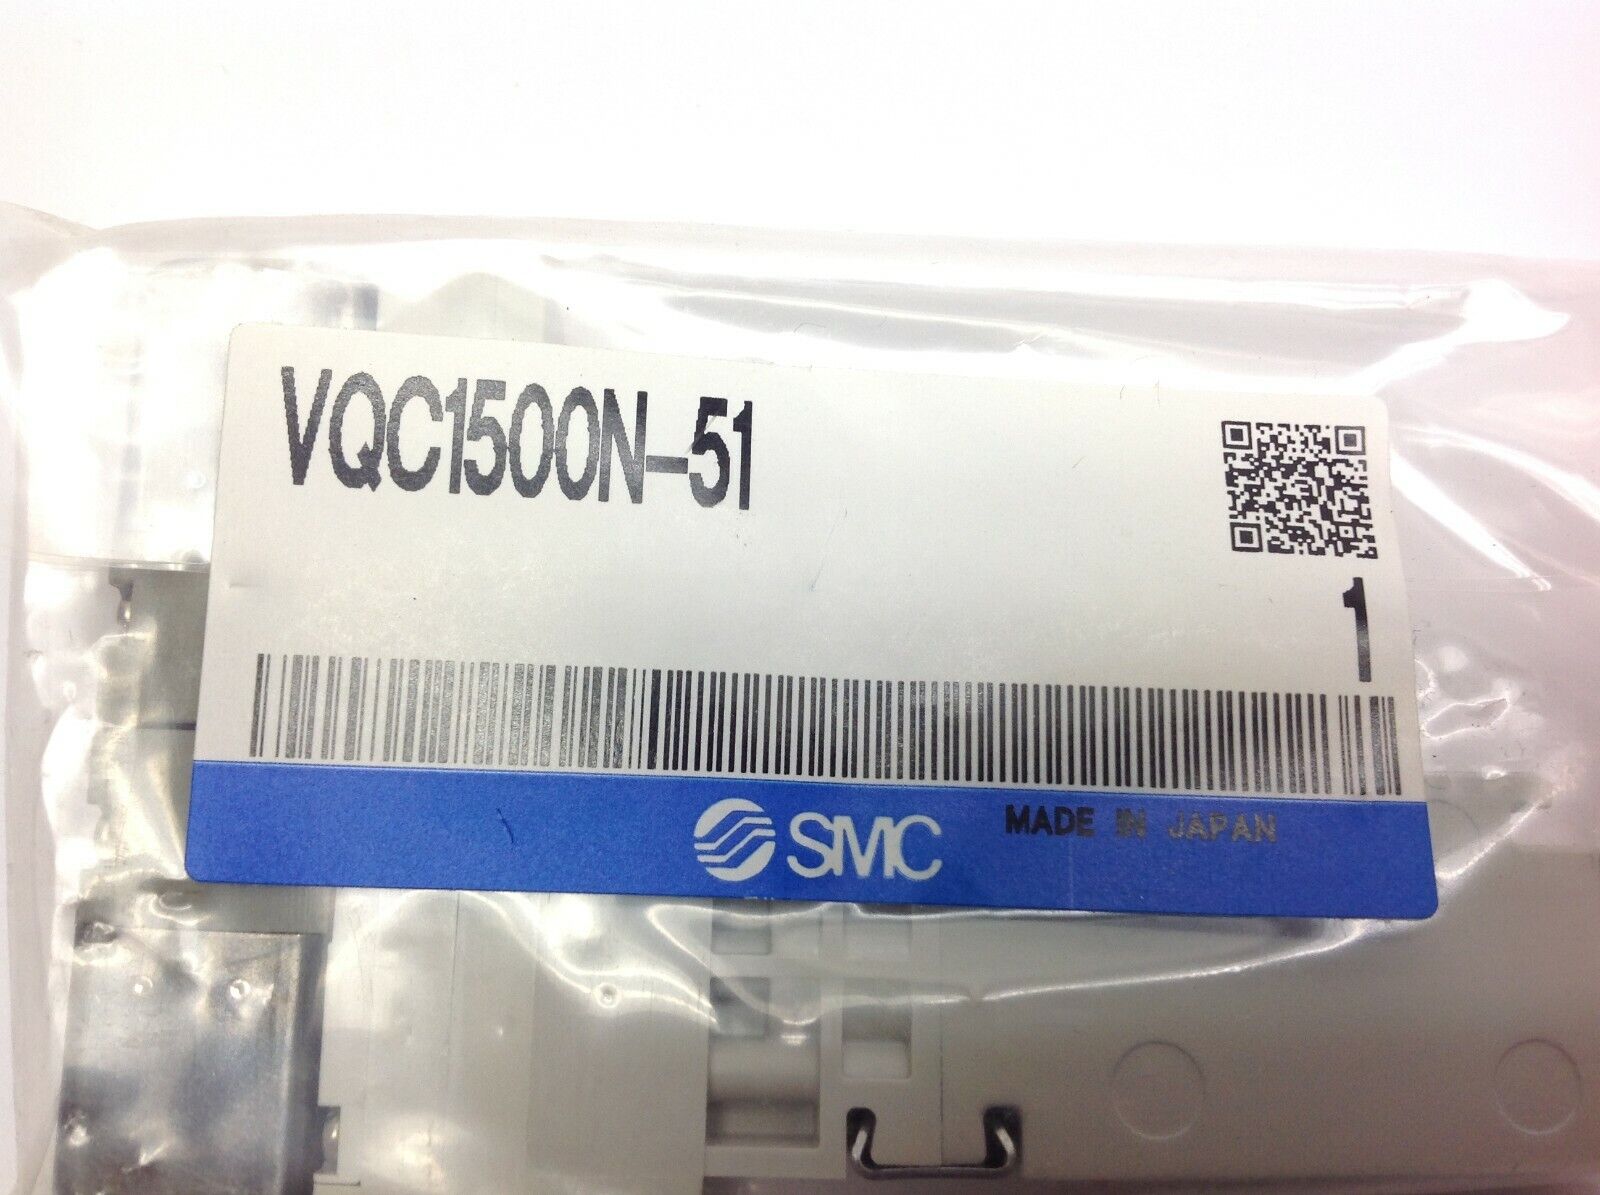 VQC1500N-51
1
SMC MADE IN JAPAN